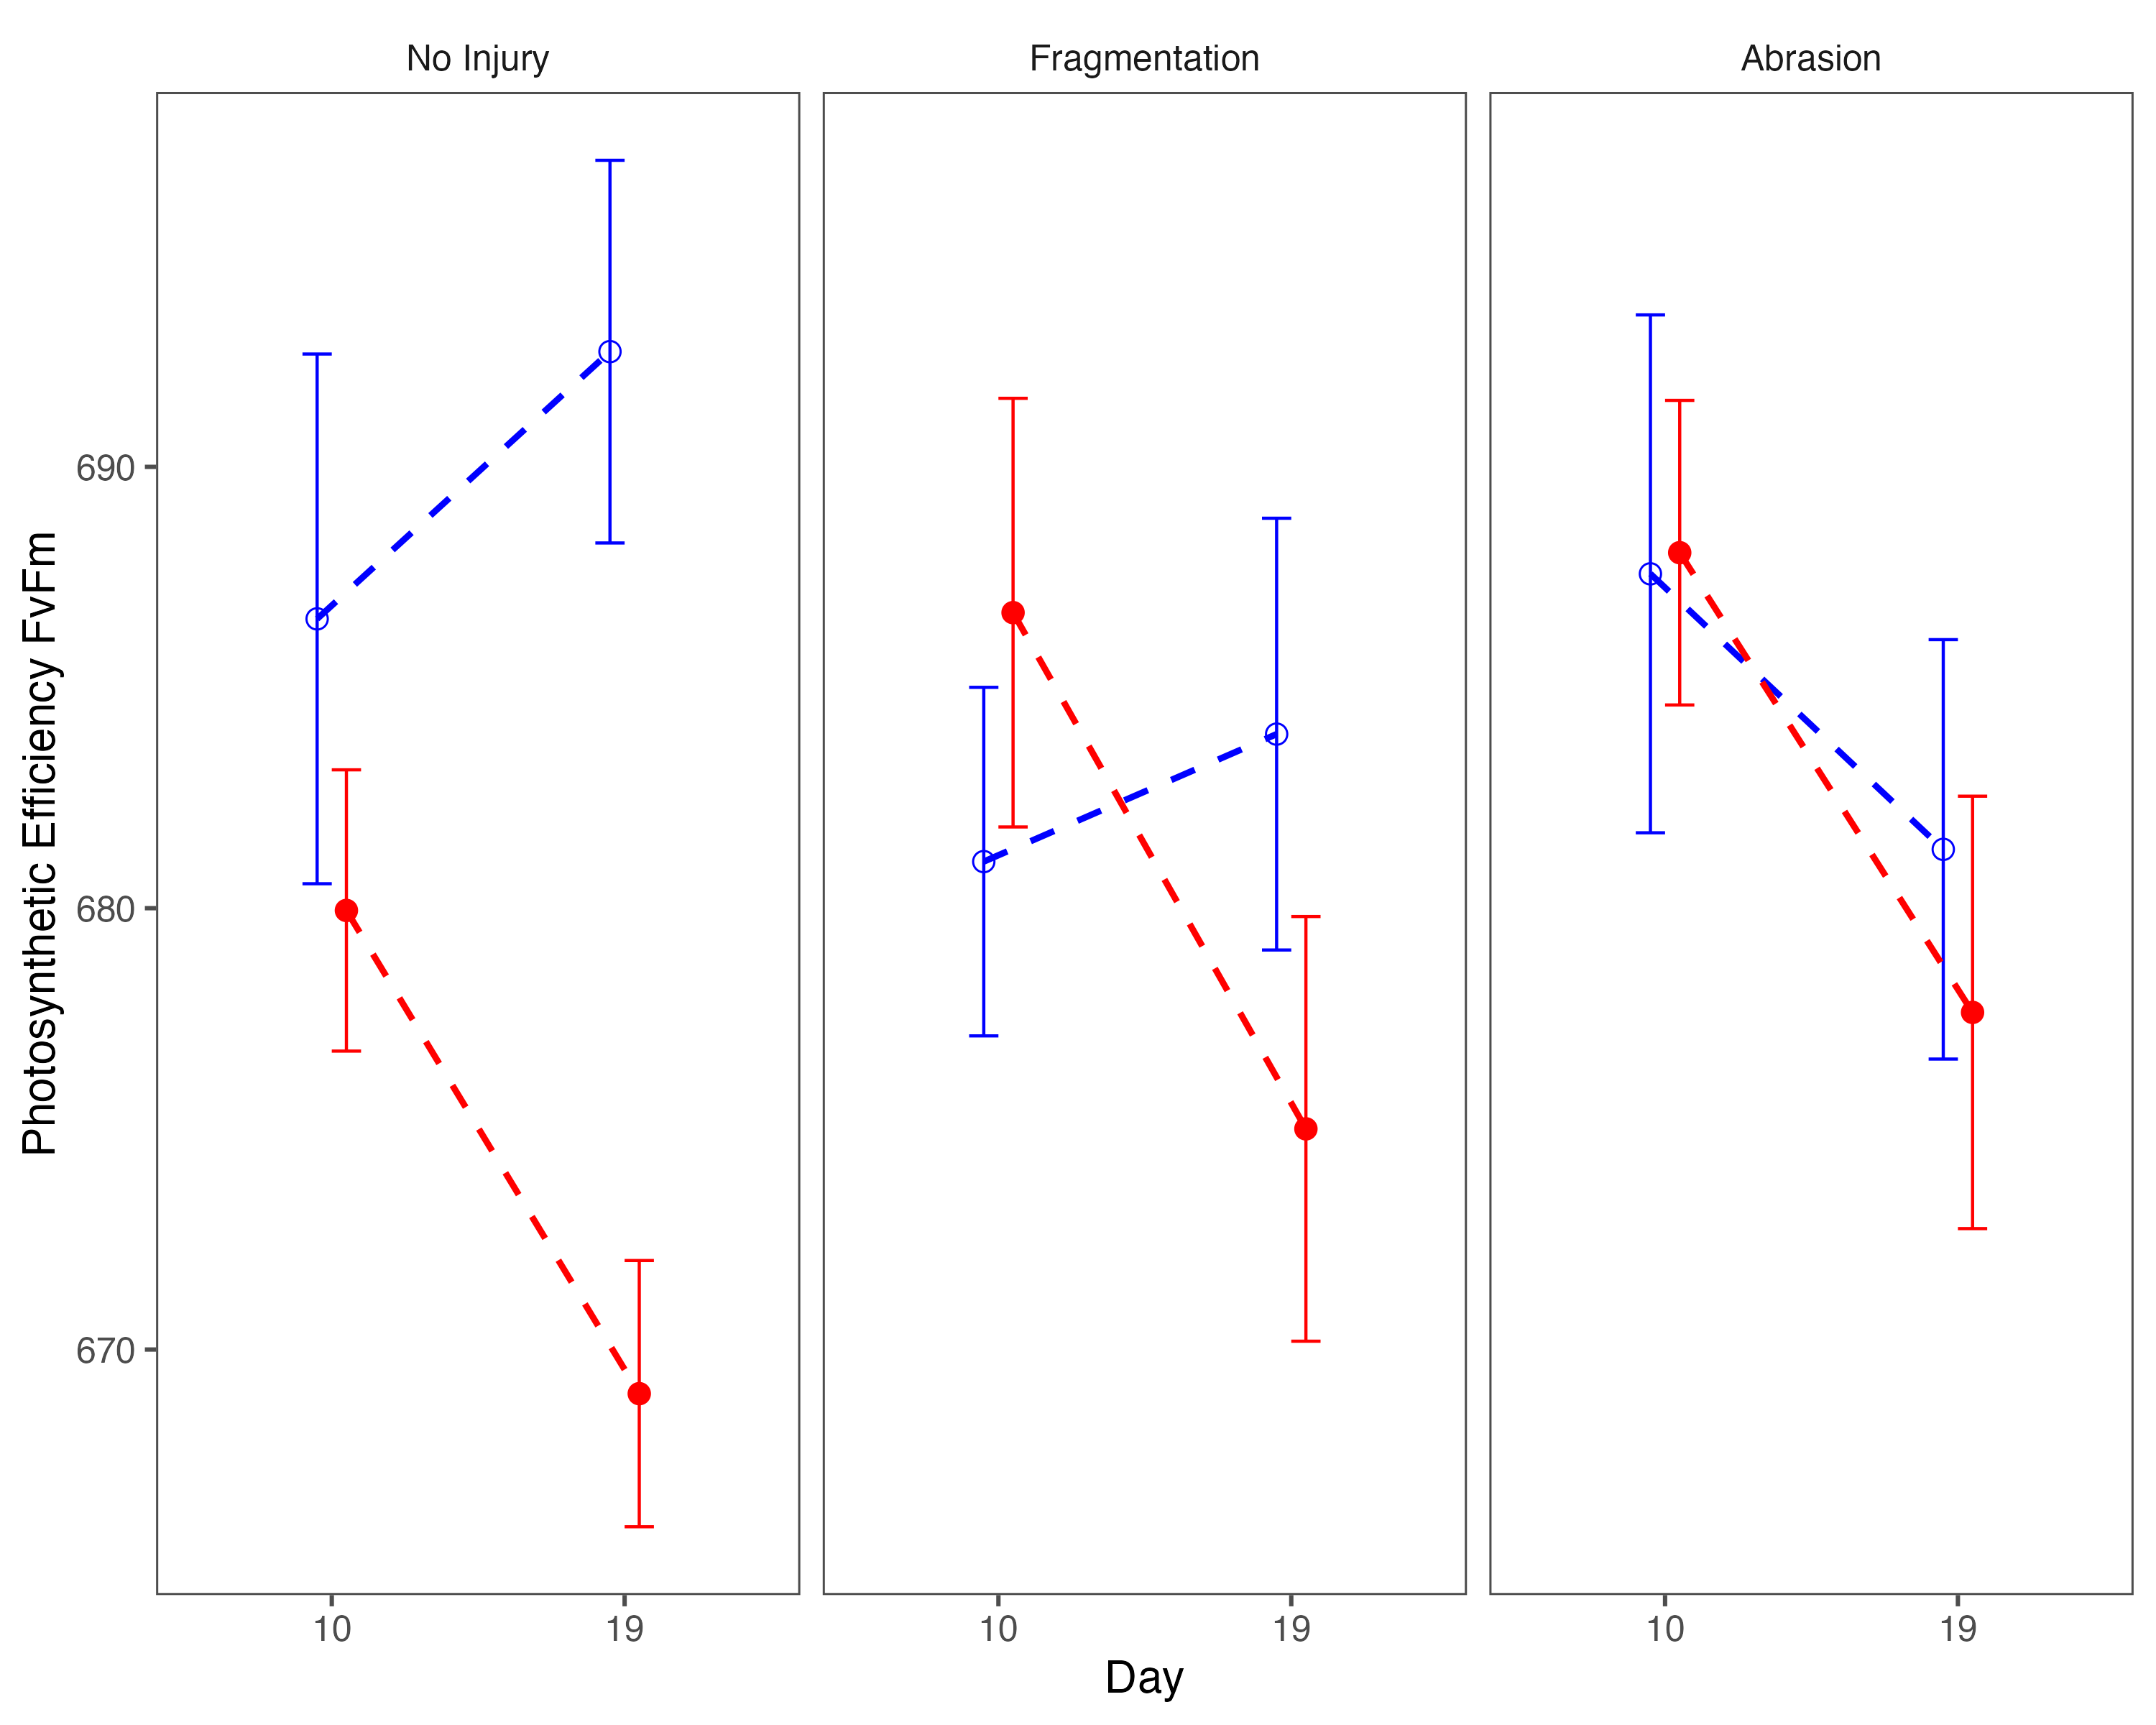 No Injury
Fragmentation
Abrasion
Photosynthetic Efficiency FvFm
690
680
670
10
19
10
19
10
19
Day